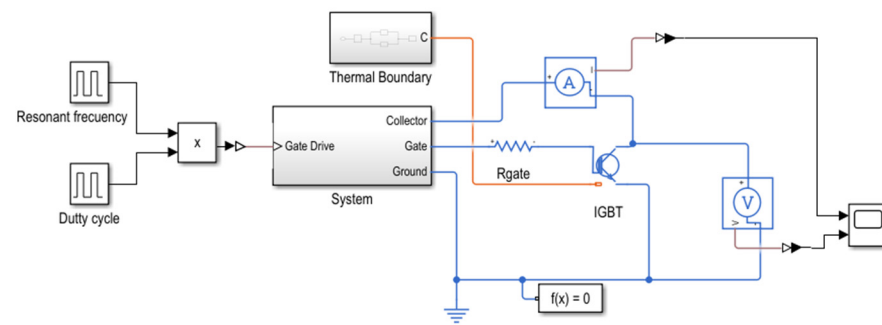 C
Thermal Boundary
+
A
I
-
Resonant frecuency
x
Collector
Gate Drive
Gate
Ground
System
+
-
Rgate
IGBT
+
V
V
-
Dutty cycle
f(x) = 0